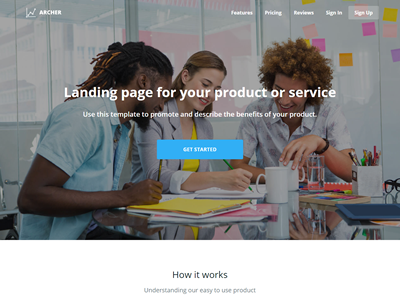 ARCHER
Features Pricing Reviews Sign In Sign Up
Landing page for your product or service
Use this template to promote and describe the benefits of your product.
GET STARTED
How it works
Understanding our easy to use product